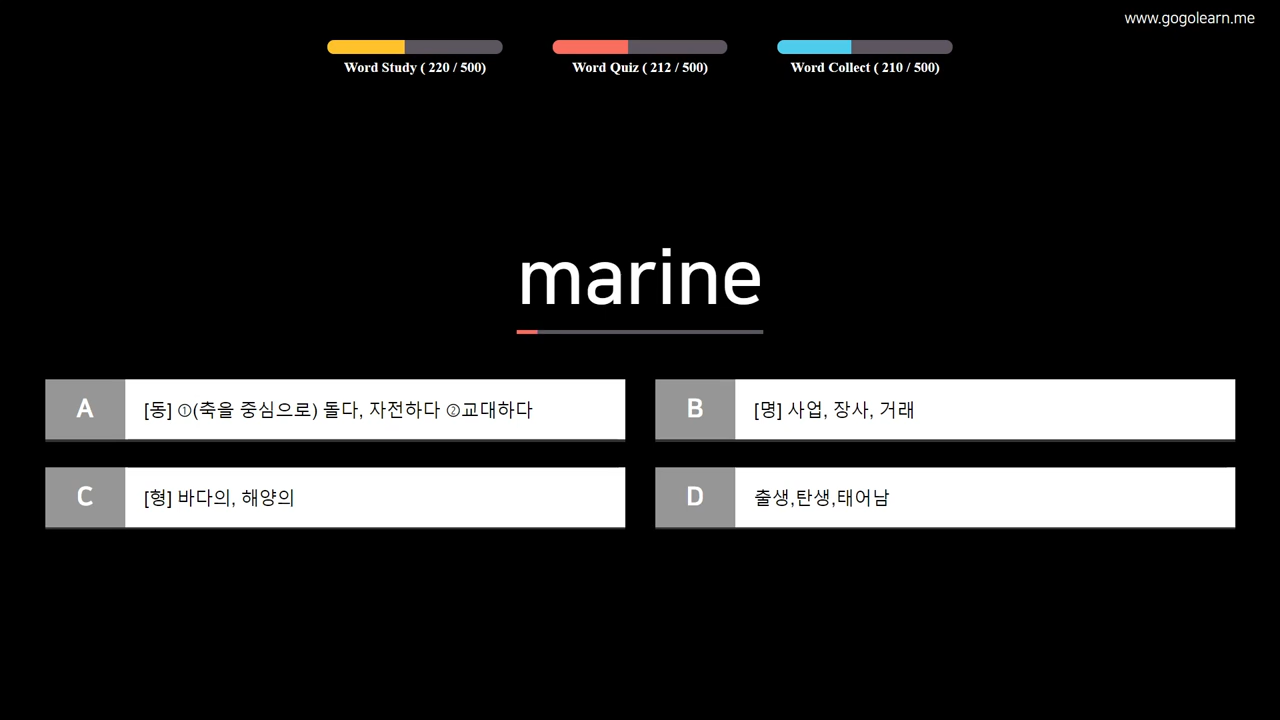 www.gogolearn.me
Word Study ( 220 / 500)
Word Quiz ( 212 / 500)
Word Collect ( 210 / 500)
marine
A [동] ①(축을 중심으로) 돌다, 자전하다 ②교대하다
B [명] 사업, 장사, 거래
C [형] 바다의, 해양의
D 출생,탄생,태어남